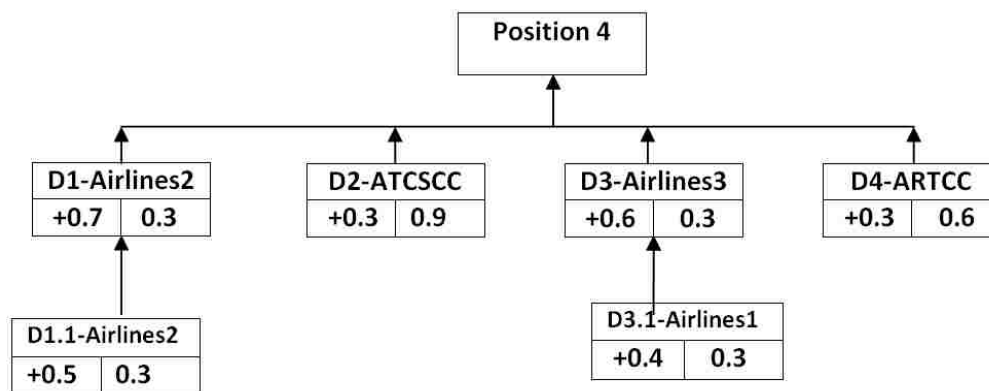 Position 4
D1-Airlines2
+0.7 0.3
D2-ATCSCC
+0.3 0.9
D3-Airlines3
+0.6 0.3
D4-ARTCC
+0.3 0.6
D1.1-Airlines2
+0.5 0.3
D3.1-Airlines1
+0.4 0.3